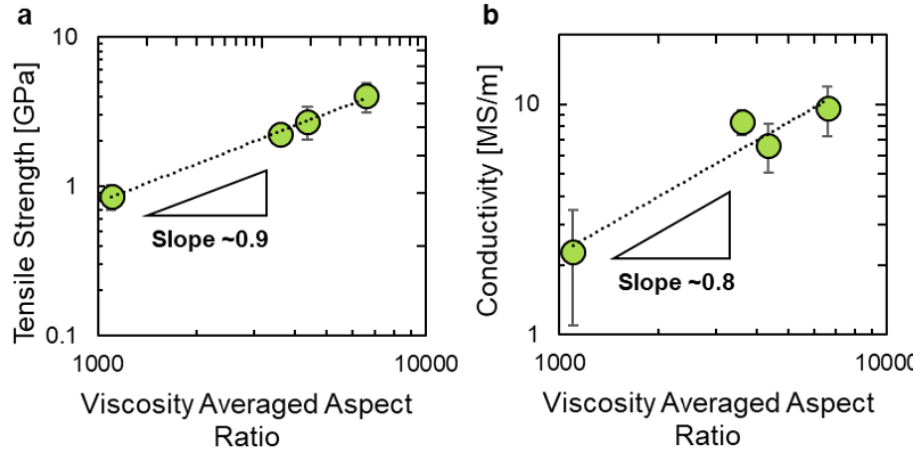 a
Tensile Strength [GPa]
10
1
0.1
Slope ~0.9
1000
10000
Viscosity Averaged Aspect
Ratio
b
Conductivity [MS/m]
10
1
Slope ~0.8
1000
10000
Viscosity Averaged Aspect
Ratio